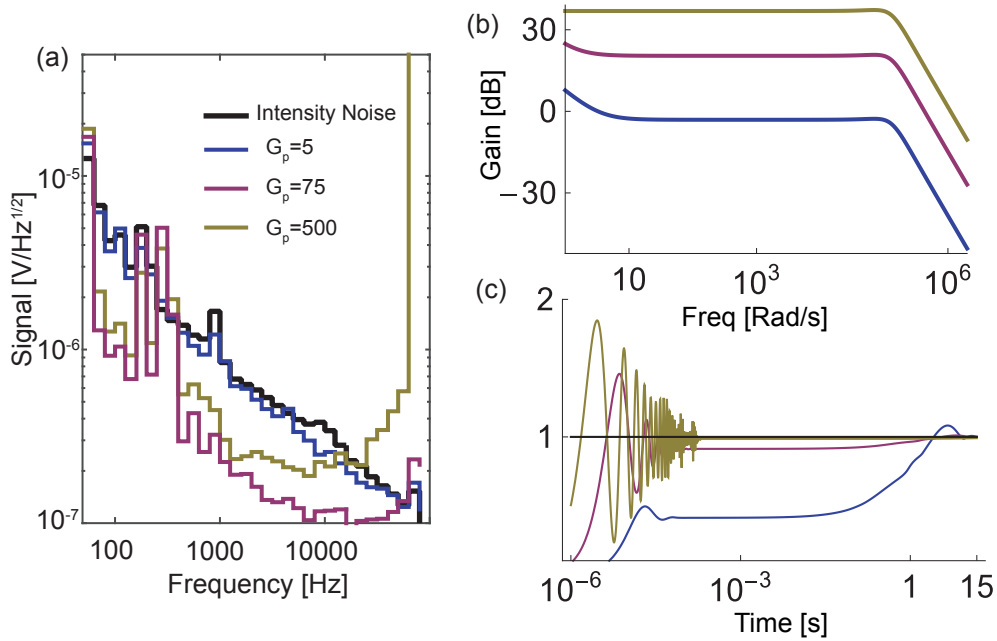 (a)
Signal [V/Hz^{1/2}]
10^{-5}
10^{-6}
10^{-7}
100
1000
10000
Frequency [Hz]
Intensity Noise
G_p=5
G_p=75
G_p=500
(b)
Gain [dB]
30
0
−30
10
10^3
10^6
Freq [Rad/s]
(c)
2
1
10^{−6}
10^{−3}
1
15
Time [s]